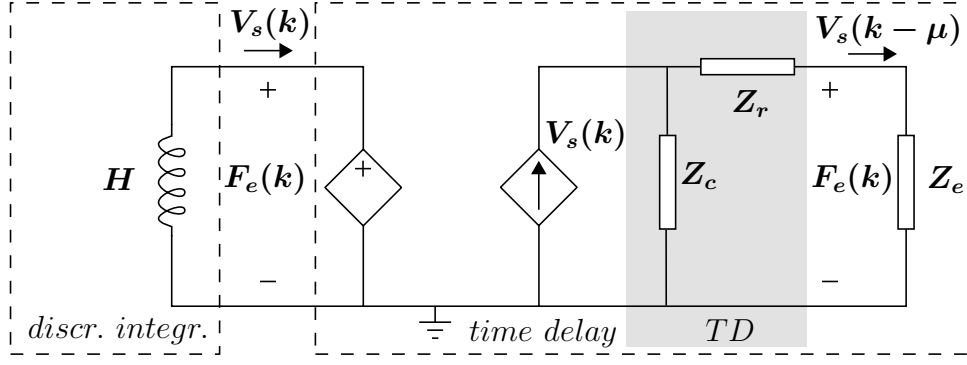 V_s(k)
V_s(k − μ)
+
+
Z_r
V_s(k)
H
F_e(k)
+
Z_c
F_e(k)
Z_e
−
−
discr. integr.
time delay
TD